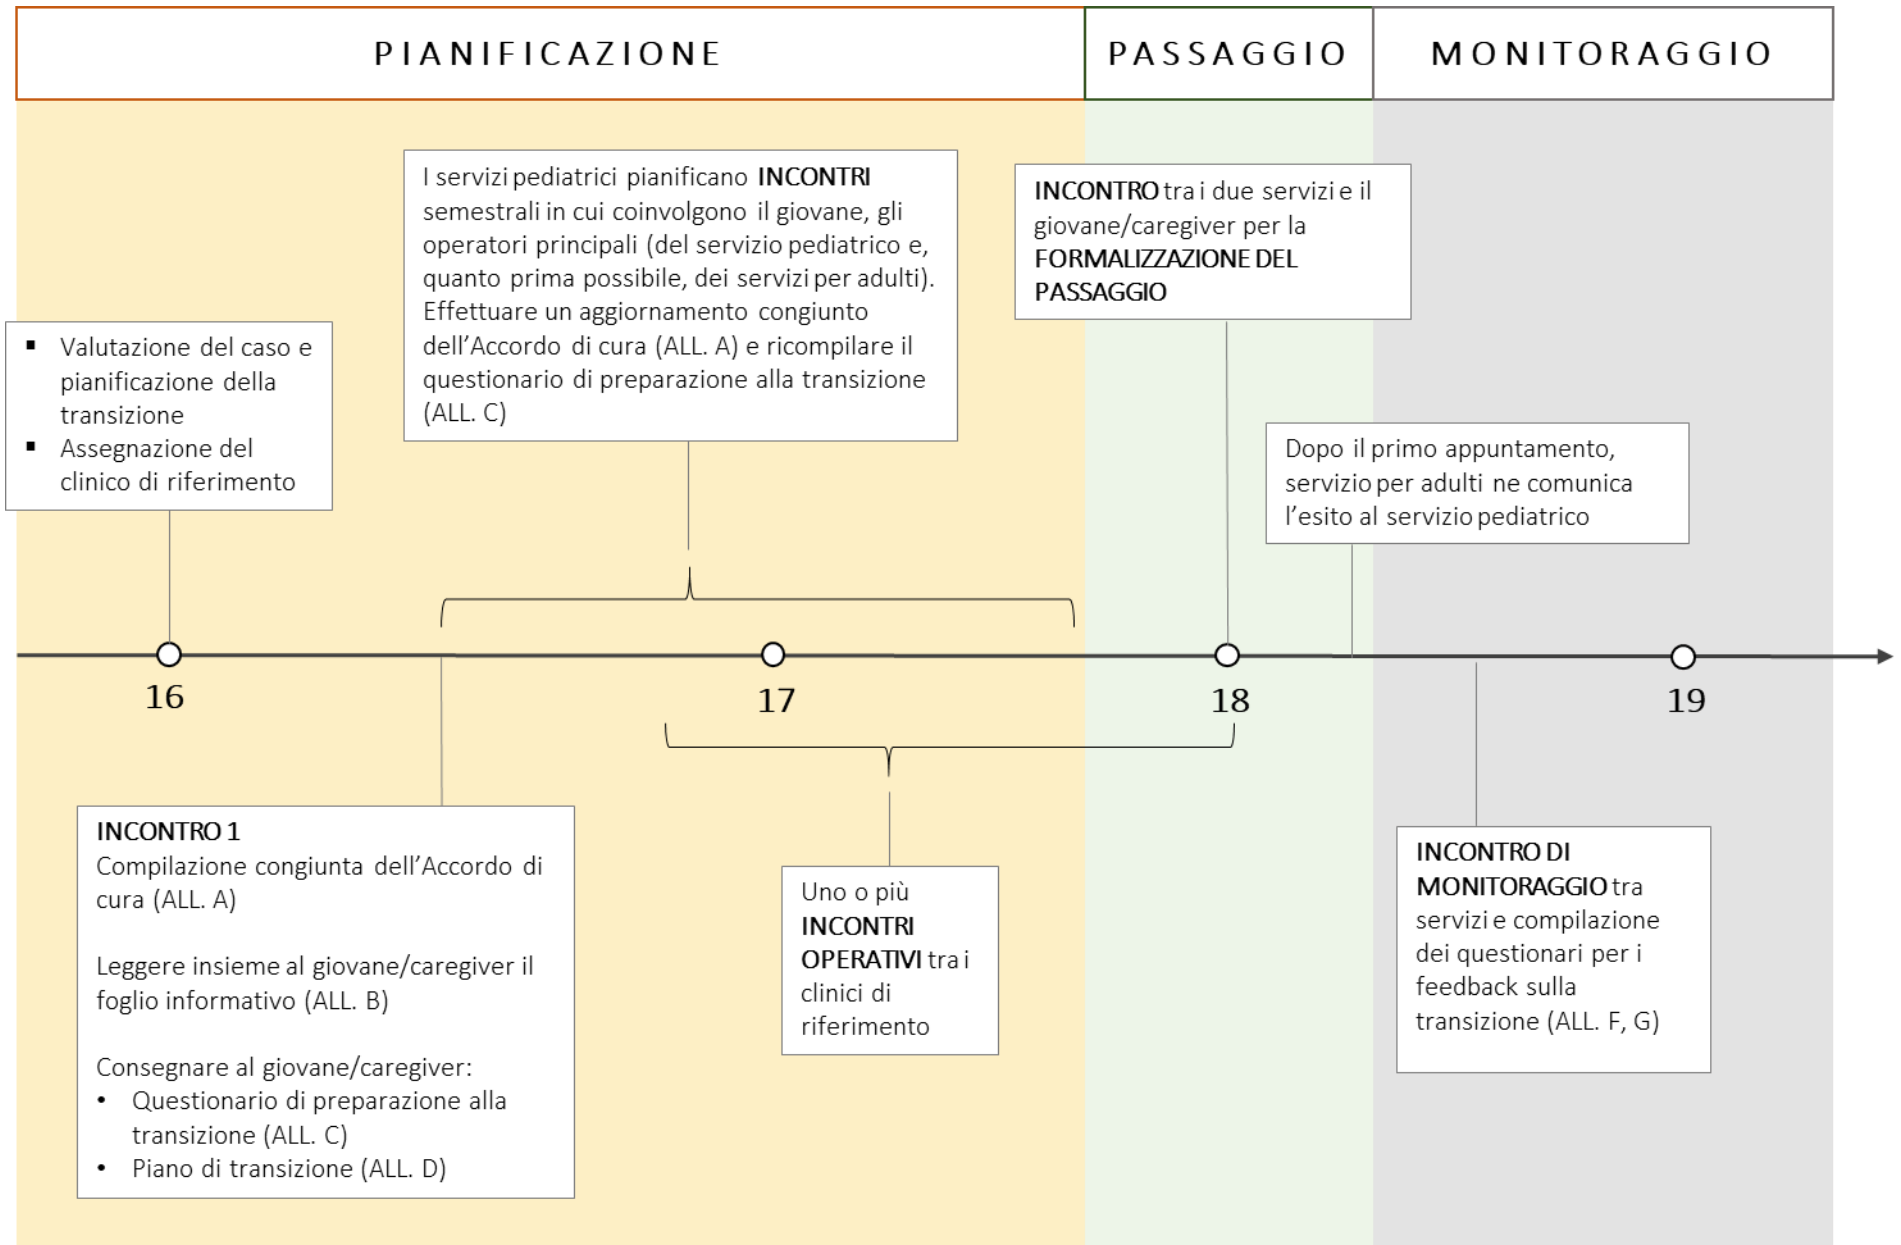 PIANIFICAZIONE
PASSAGGIO
MONITORAGGIO
I servizi pediatrici pianificano INCONTRI
semestrali in cui coinvolgono il giovane, gli
operatori principali (del servizio pediatrico e,
quanto prima possibile, dei servizi per adulti).
Effettuare un aggiornamento congiunto
dell’Accordo di cura (ALL. A) e ricompilare il
questionario di preparazione alla transizione
(ALL. C)
INCONTRO tra i due servizi e il
giovane/caregiver per la
FORMALIZZAZIONE DEL
PASSAGGIO
▪ Valutazione del caso e
pianificazione della
transizione
▪ Assegnazione del
clinico di riferimento
Dopo il primo appuntamento,
servizio per adulti ne comunica
l’esito al servizio pediatrico
16
17
18
19
INCONTRO 1
Compilazione congiunta dell’Accordo di
cura (ALL. A)
Leggere insieme al giovane/caregiver il
foglio informativo (ALL. B)
Consegnare al giovane/caregiver:
• Questionario di preparazione alla
transizione (ALL. C)
• Piano di transizione (ALL. D)
Uno o più
INCONTRI
OPERATIVI tra i
clinici di
riferimento
INCONTRO DI
MONITORAGGIO tra
servizi e compilazione
dei questionari per i
feedback sulla
transizione (ALL. F, G)